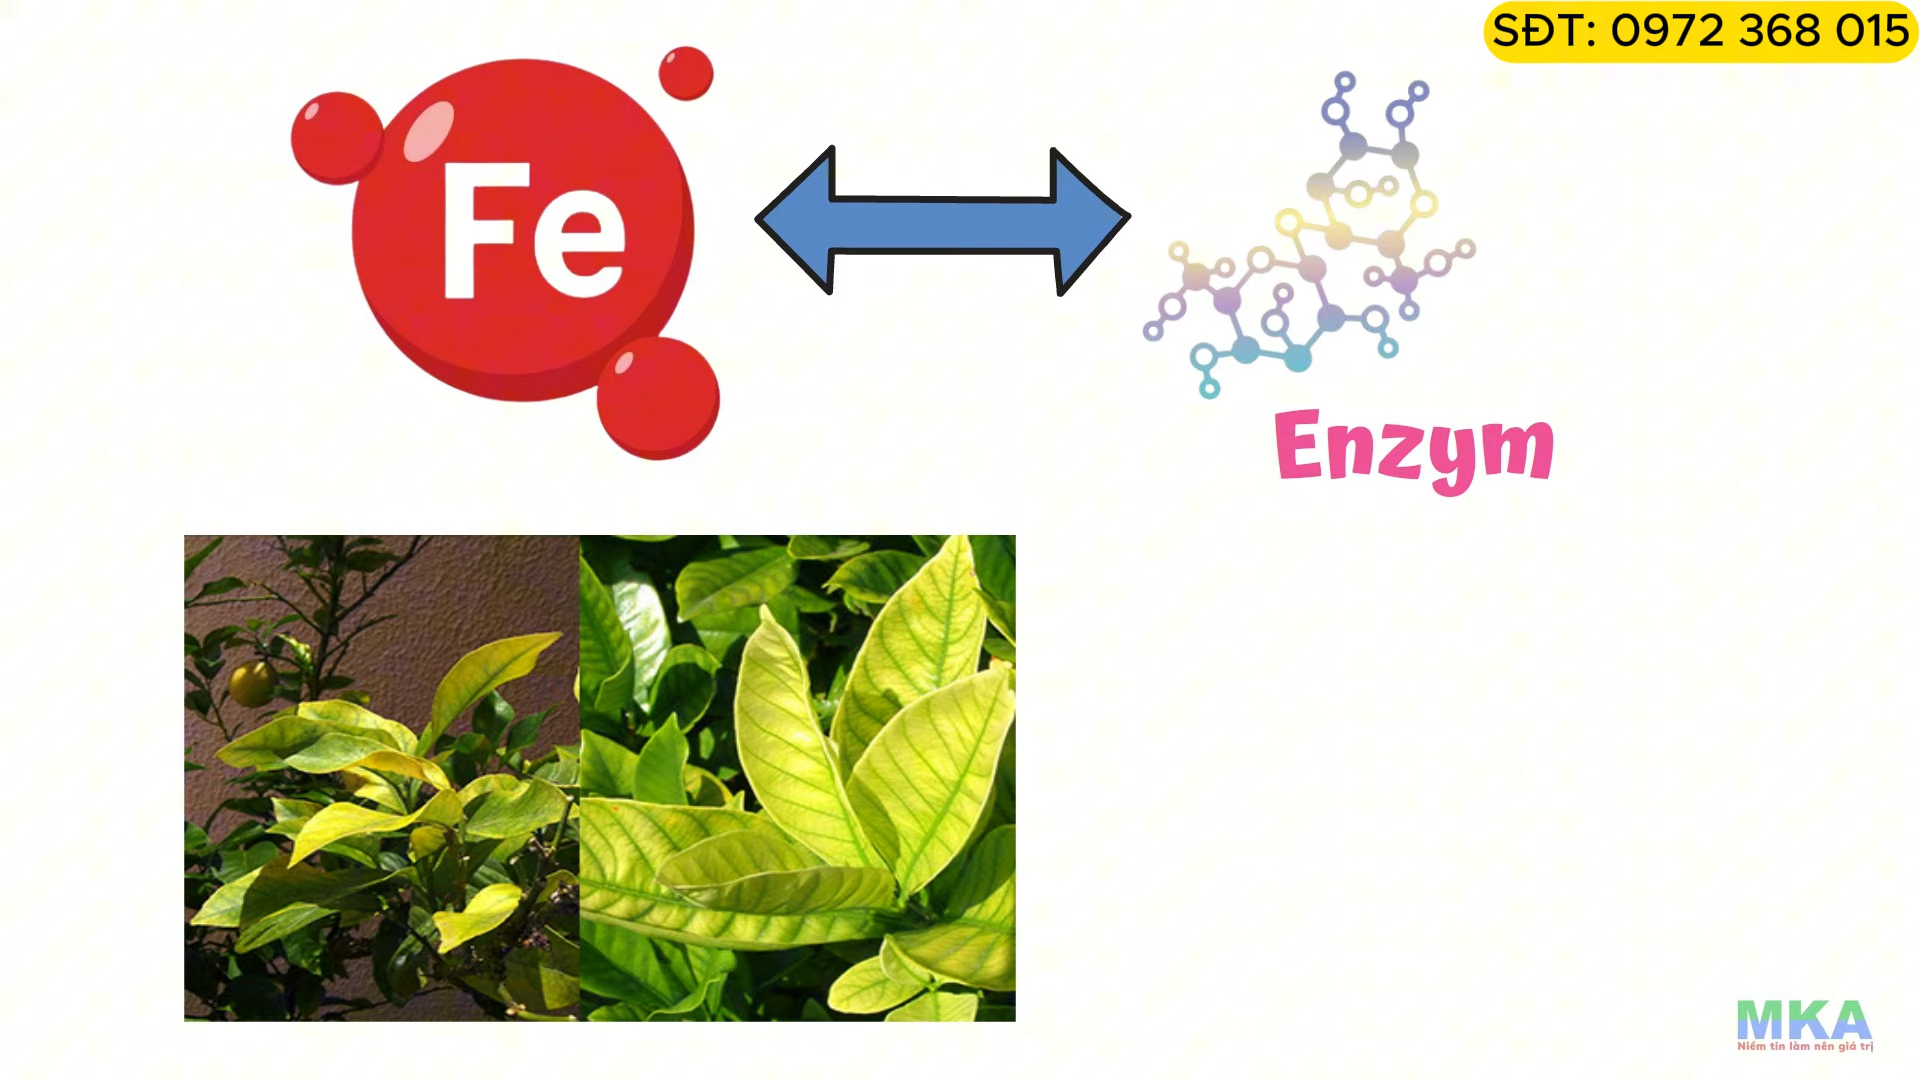 SĐT: 0972 368 015
Fe
Enzym
MKA
Niềm tin làm nên giá trị